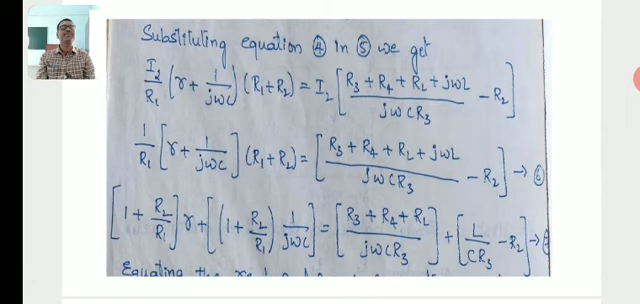 Substituting equation ④ in ⑤ we get
I₂/R₁ (r + 1/jωC) (R₁+R₂) = I₂ [(R₃ + R₄ + R_L + jωL)/(jωCR₃) − R₂]
1/R₁ [r + 1/jωC] (R₁+R₂) = [(R₃ + R₄ + R_L + jωL)/(jωCR₃) − R₂] → ⑥
[1 + R₂/R₁] r + [(1 + R₂/R₁) 1/jωC] = [(R₃ + R₄ + R_L)/(jωCR₃)] + [L/CR₃ − R₂] →
Equating the